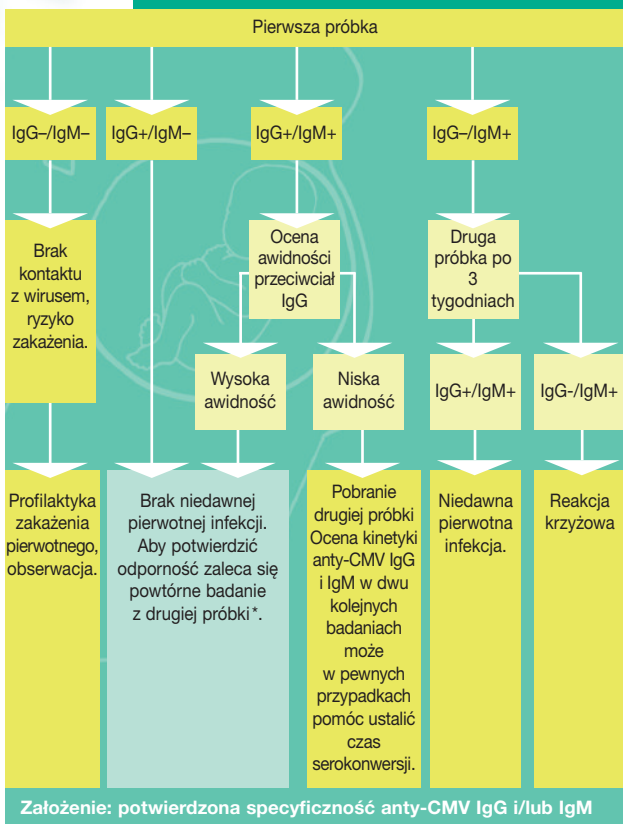 Pierwsza próbka
IgG–/IgM–
IgG+/IgM–
IgG+/IgM+
IgG–/IgM+
Brak
kontaktu
z wirusem,
ryzyko
zakażenia.
Ocena
awidności
przeciwciał
IgG
Druga
próbka po
3
tygodniach
Wysoka
awidność
Niska
awidność
IgG+/IgM+
IgG-/IgM+
Profilaktyka
zakażenia
pierwotnego,
obserwacja.
Brak niedawnej
pierwotnej infekcji.
Aby potwierdzić
odporność zaleca się
powtórne badanie
z drugiej próbki*.
Pobranie
drugiej próbki
Ocena kinetyki
anty-CMV IgG
i IgM w dwu
kolejnych
badaniach
może
w pewnych
przypadkach
pomóc ustalić
czas
serokonwersji.
Niedawna
pierwotna
infekcja.
Reakcja
krzyżowa
Założenie: potwierdzona specyficzność anty-CMV IgG i/lub IgM